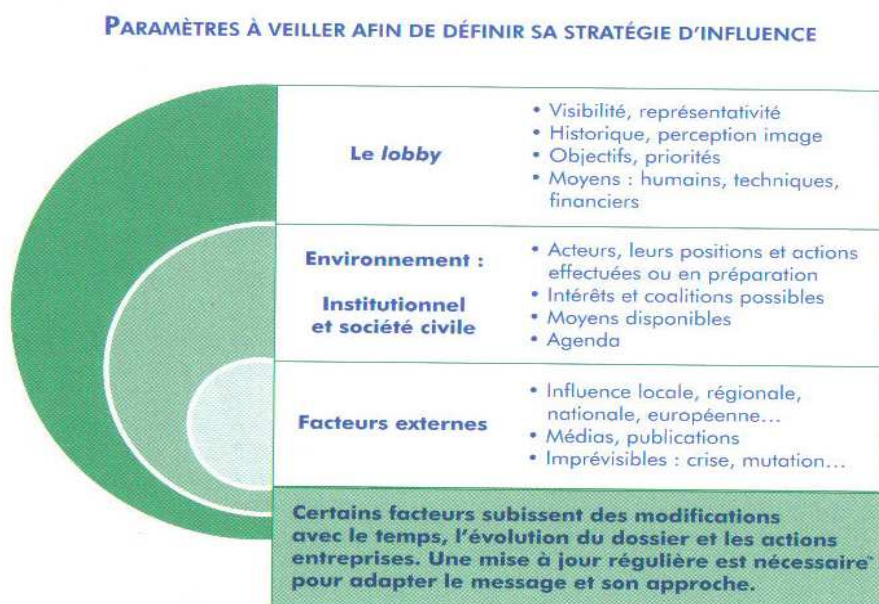 PARAMÈTRES À VEILLER AFIN DE DÉFINIR SA STRATÉGIE D'INFLUENCE
Le lobby
• Visibilité, représentativité
• Historique, perception image
• Objectifs, priorités
• Moyens : humains, techniques,
financiers
Environnement :
Institutionnel
et société civile
• Acteurs, leurs positions et actions
effectuées ou en préparation
• Intérêts et coalitions possibles
• Moyens disponibles
• Agenda
Facteurs externes
• Influence locale, régionale,
nationale, européenne...
• Médias, publications
• Imprévisibles : crise, mutation...
Certains facteurs subissent des modifications
avec le temps, l'évolution du dossier et les actions
entreprises. Une mise à jour régulière est nécessaire
pour adapter le message et son approche.